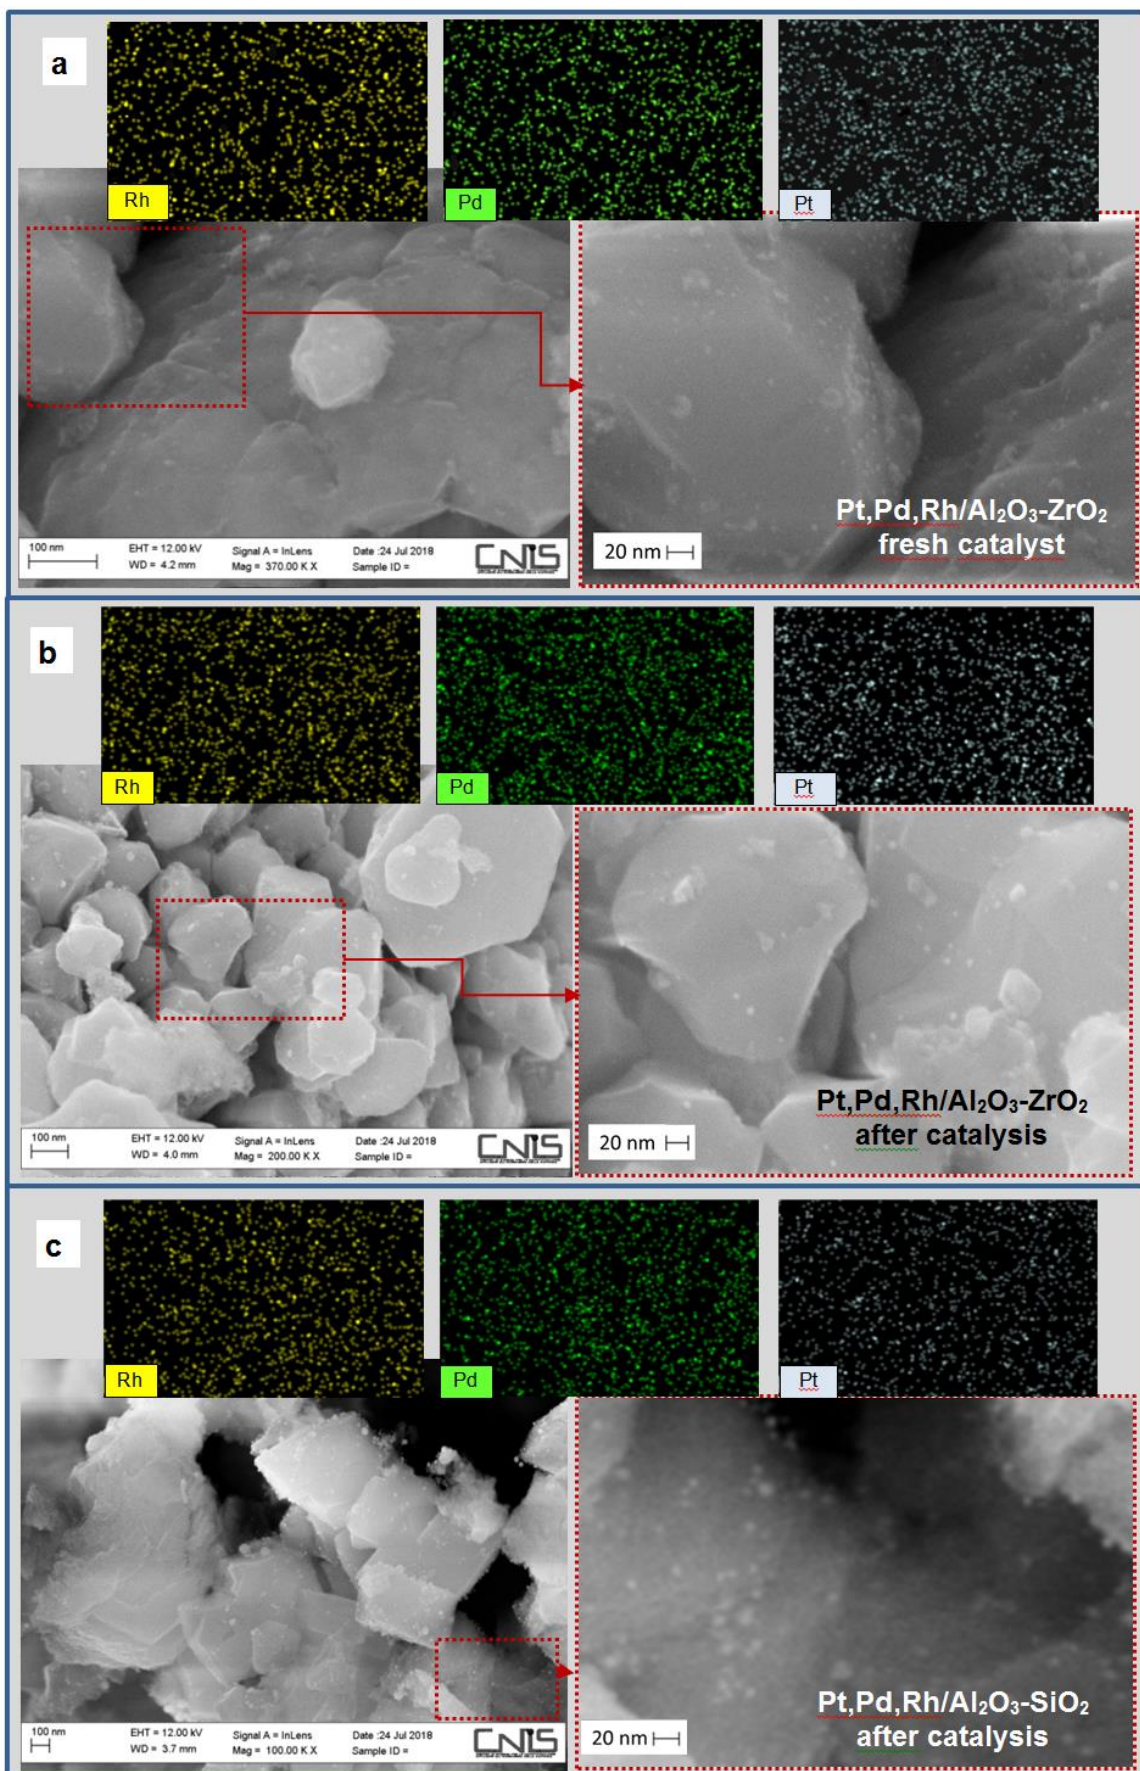 a
Rh
Pd
Pt
Pt,Pd,Rh/Al₂O₃-ZrO₂
fresh catalyst
100 nm
EHT = 12.00 kV
WD = 4.2 mm
Signal A = InLens
Mag = 370.00 K X
Date :24 Jul 2018
Sample ID =
CNIS
20 nm
b
Rh
Pd
Pt
Pt,Pd,Rh/Al₂O₃-ZrO₂
after catalysis
100 nm
EHT = 12.00 kV
WD = 4.0 mm
Signal A = InLens
Mag = 200.00 K X
Date :24 Jul 2018
Sample ID =
CNIS
20 nm
c
Rh
Pd
Pt
Pt,Pd,Rh/Al₂O₃-SiO₂
after catalysis
100 nm
EHT = 12.00 kV
WD = 3.7 mm
Signal A = InLens
Mag = 100.00 K X
Date :24 Jul 2018
Sample ID =
CNIS
20 nm